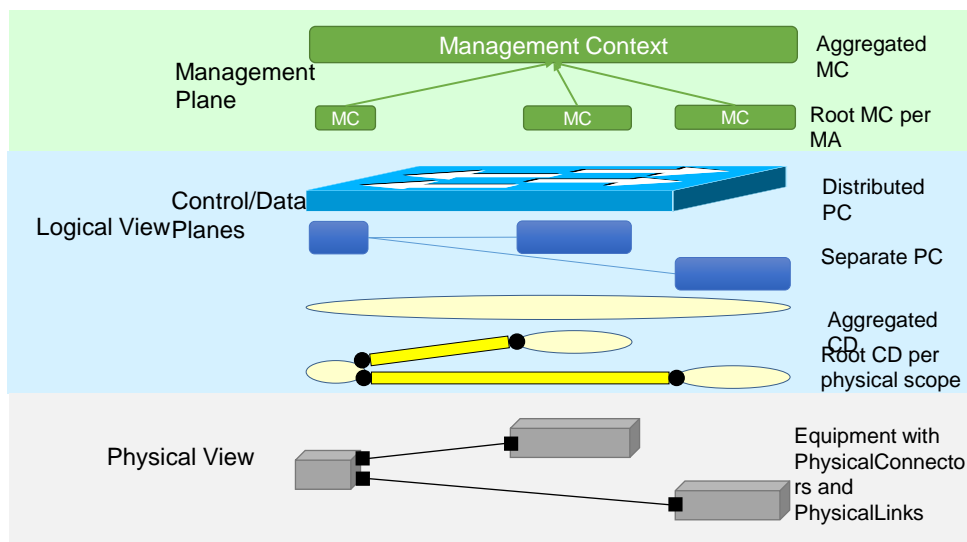 Management Context
Aggregated
MC
Management
Plane
MC
MC
MC
Root MC per
MA
Distributed
PC
Control/Data
Planes
Logical View
Separate PC
Aggregated
CD
Root CD per
physical scope
Physical View
Equipment with
PhysicalConnecto
rs and
PhysicalLinks